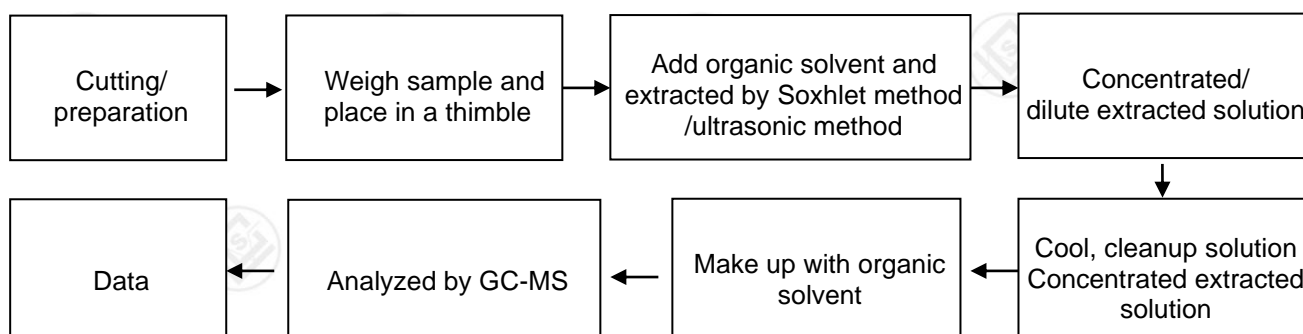 Cutting/
preparation
Weigh sample and
place in a thimble
Add organic solvent and
extracted by Soxhlet method
/ultrasonic method
Concentrated/
dilute extracted solution
Cool, cleanup solution
Concentrated extracted
solution
Make up with organic
solvent
Analyzed by GC-MS
Data